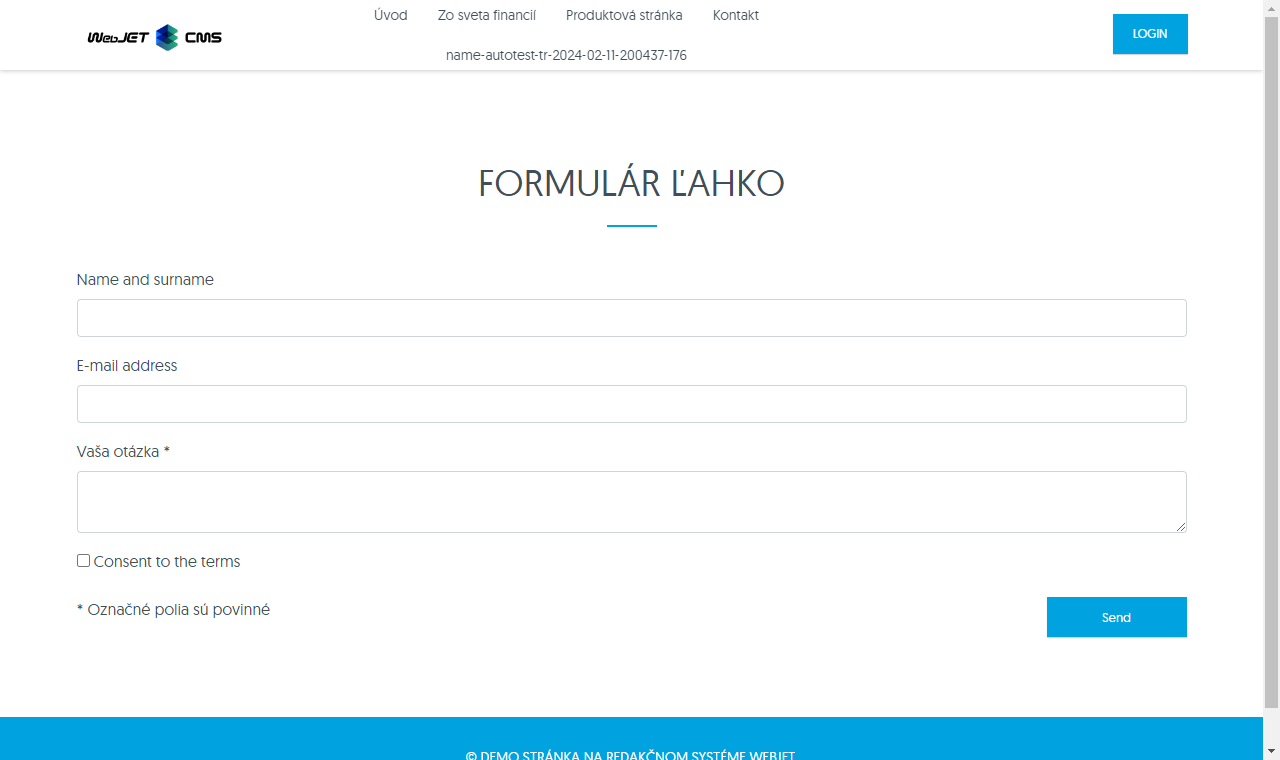 WebJET CMS
Úvod Zo sveta financií Produktová stránka Kontakt
name-autotest-tr-2024-02-11-200437-176
LOGIN
FORMULÁR ĽAHKO
Name and surname
E-mail address
Vaša otázka *
Consent to the terms
* Označné polia sú povinné
Send
© DEMO STRÁNKA NA REDAKČNOM SYSTÉME WEBJET